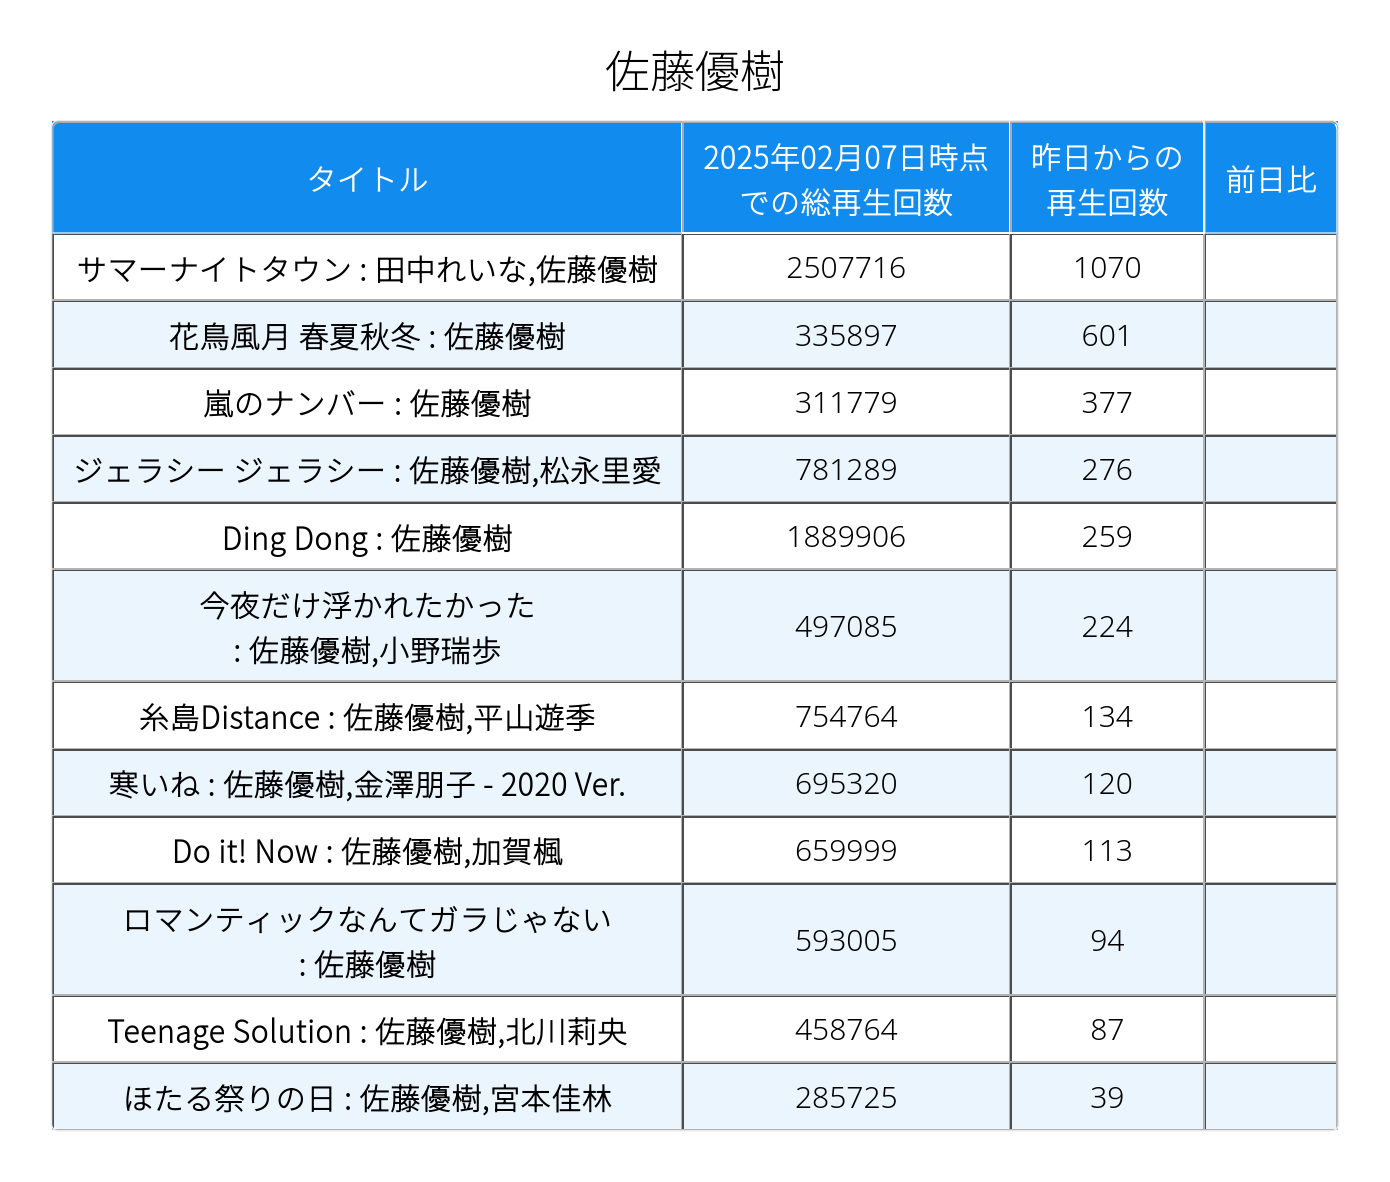 佐藤優樹
タイトル
2025年02月07日時点
での総再生回数
昨日からの
再生回数
前日比
サマーナイトタウン : 田中れいな,佐藤優樹 2507716 1070
花鳥風月 春夏秋冬 : 佐藤優樹 335897 601
嵐のナンバー : 佐藤優樹 311779 377
ジェラシー ジェラシー : 佐藤優樹,松永里愛 781289 276
Ding Dong : 佐藤優樹 1889906 259
今夜だけ浮かれたかった
: 佐藤優樹,小野瑞歩 497085 224
糸島Distance : 佐藤優樹,平山遊季 754764 134
寒いね : 佐藤優樹,金澤朋子 - 2020 Ver. 695320 120
Do it! Now : 佐藤優樹,加賀楓 659999 113
ロマンティックなんてガラじゃない
: 佐藤優樹 593005 94
Teenage Solution : 佐藤優樹,北川莉央 458764 87
ほたる祭りの日 : 佐藤優樹,宮本佳林 285725 39